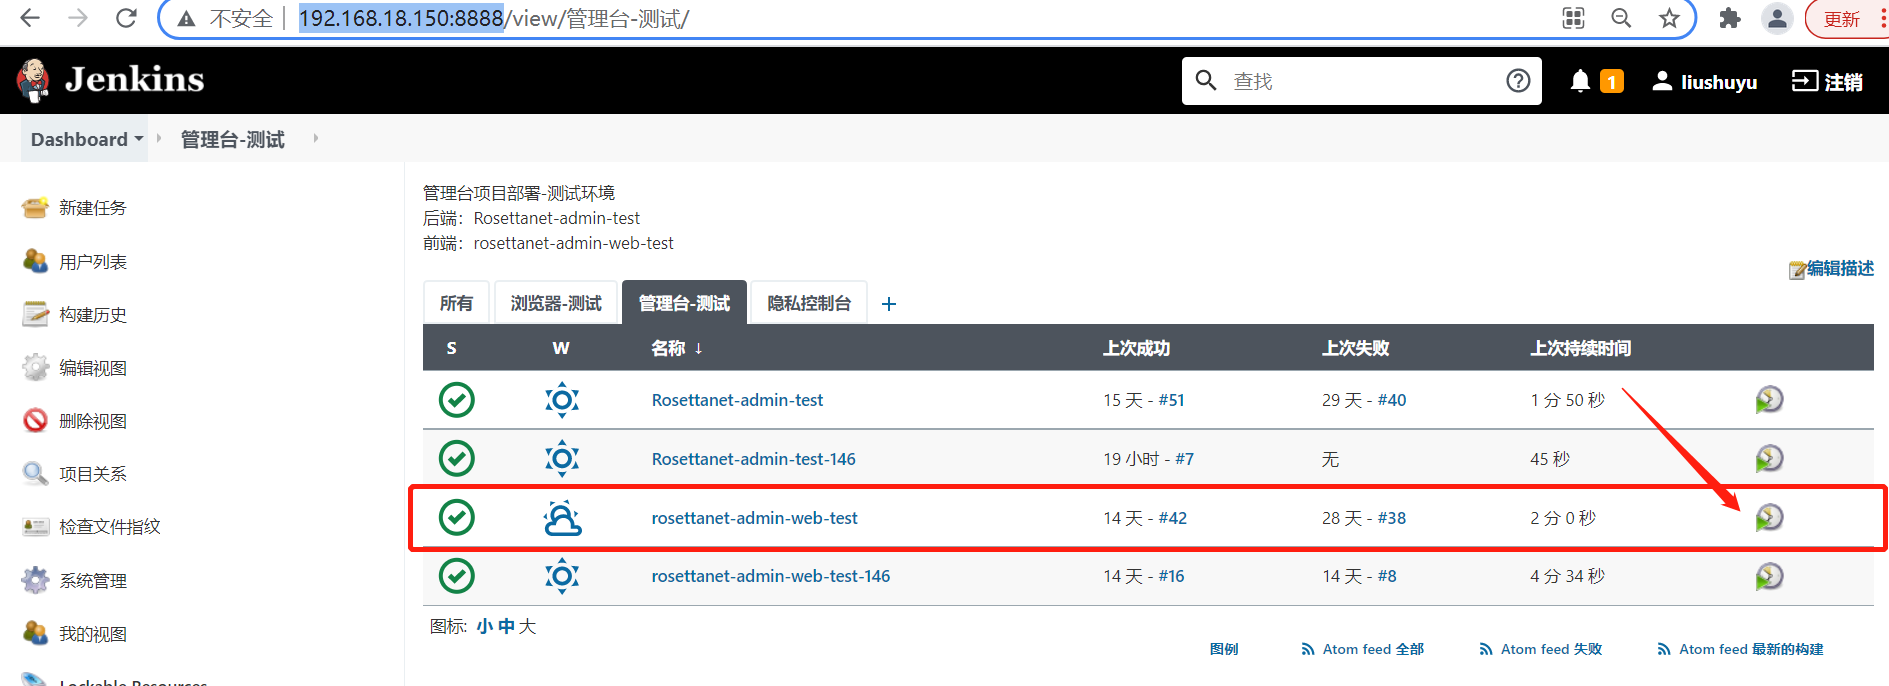 不安全 192.168.18.150:8888/view/管理台-测试/ 更新
Jenkins 查找 1 liushuyu 注销
Dashboard 管理台-测试
新建任务
用户列表
构建历史
编辑视图
删除视图
项目关系
检查文件指纹
系统管理
我的视图
Lockable Resources
管理台项目部署-测试环境
后端：Rosettanet-admin-test
前端：rosettanet-admin-web-test
编辑描述
所有 浏览器-测试 管理台-测试 隐私控制台 +
S W 名称 ↓ 上次成功 上次失败 上次持续时间
Rosettanet-admin-test 15 天 - #51 29 天 - #40 1 分 50 秒
Rosettanet-admin-test-146 19 小时 - #7 无 45 秒
rosettanet-admin-web-test 14 天 - #42 28 天 - #38 2 分 0 秒
rosettanet-admin-web-test-146 14 天 - #16 14 天 - #8 4 分 34 秒
图标: 小 中 大
图例 Atom feed 全部 Atom feed 失败 Atom feed 最新的构建